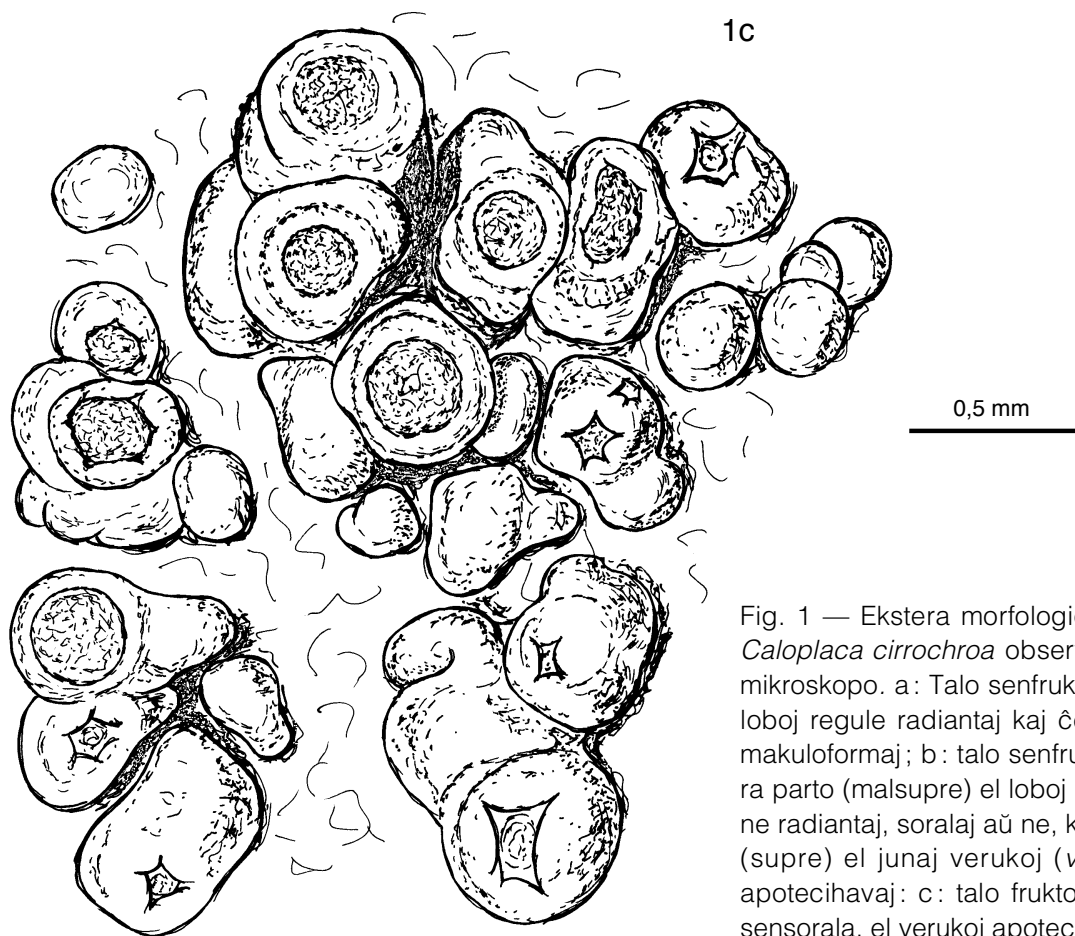 1c
0,5 mm
Fig. 1 — Ekstera morfologi
Caloplaca cirrochroa obser
mikroskopo. a : Talo senfruk
loboj regule radiantaj kaj
makuloformaj ; b : talo senfru
ra parto (malsupre) el loboj
ne radiantaj, soralaj aŭ ne, k
(supre) el junaj verukoj (v
apotecihavaj : c : talo frukto
sensorala, el verukoj apotec